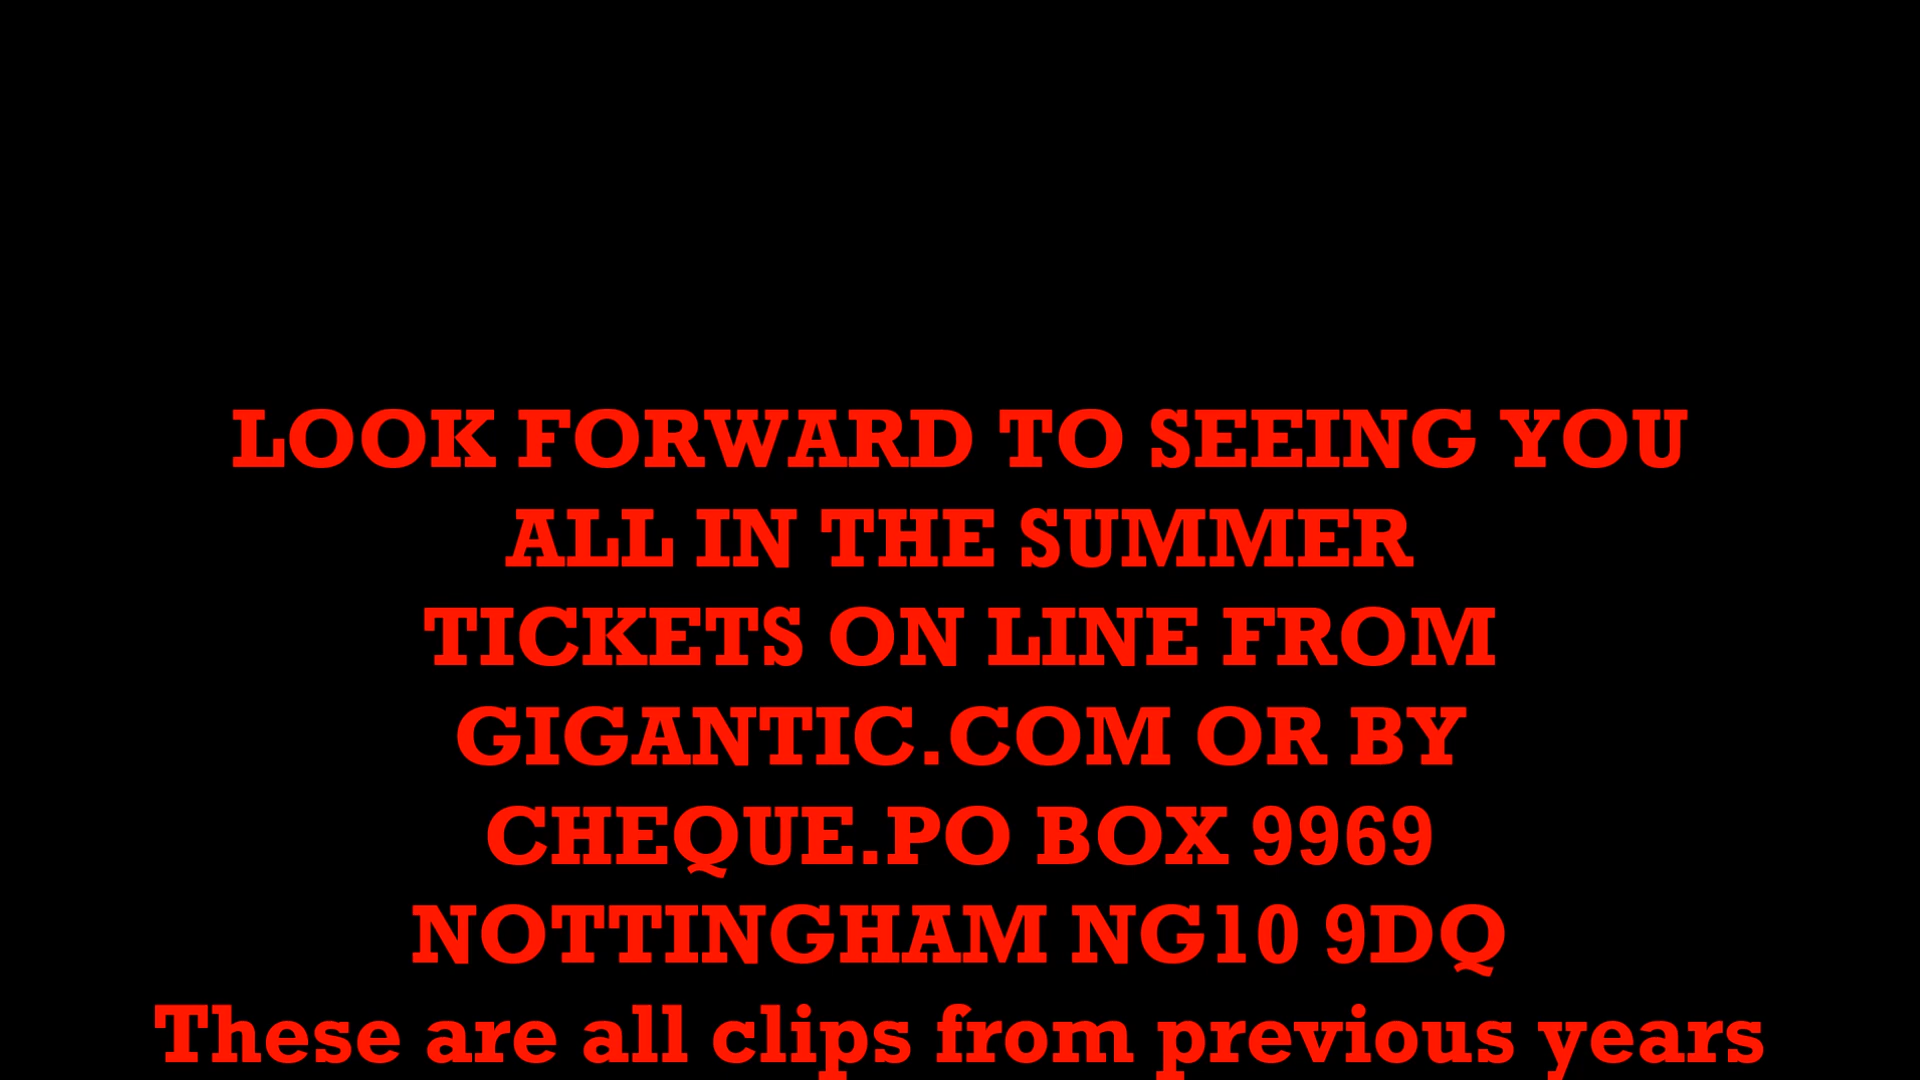 LOOK FORWARD TO SEEING YOU
ALL IN THE SUMMER
TICKETS ON LINE FROM
GIGANTIC.COM OR BY
CHEQUE.PO BOX 9969
NOTTINGHAM NG10 9DQ
These are all clips from previous years